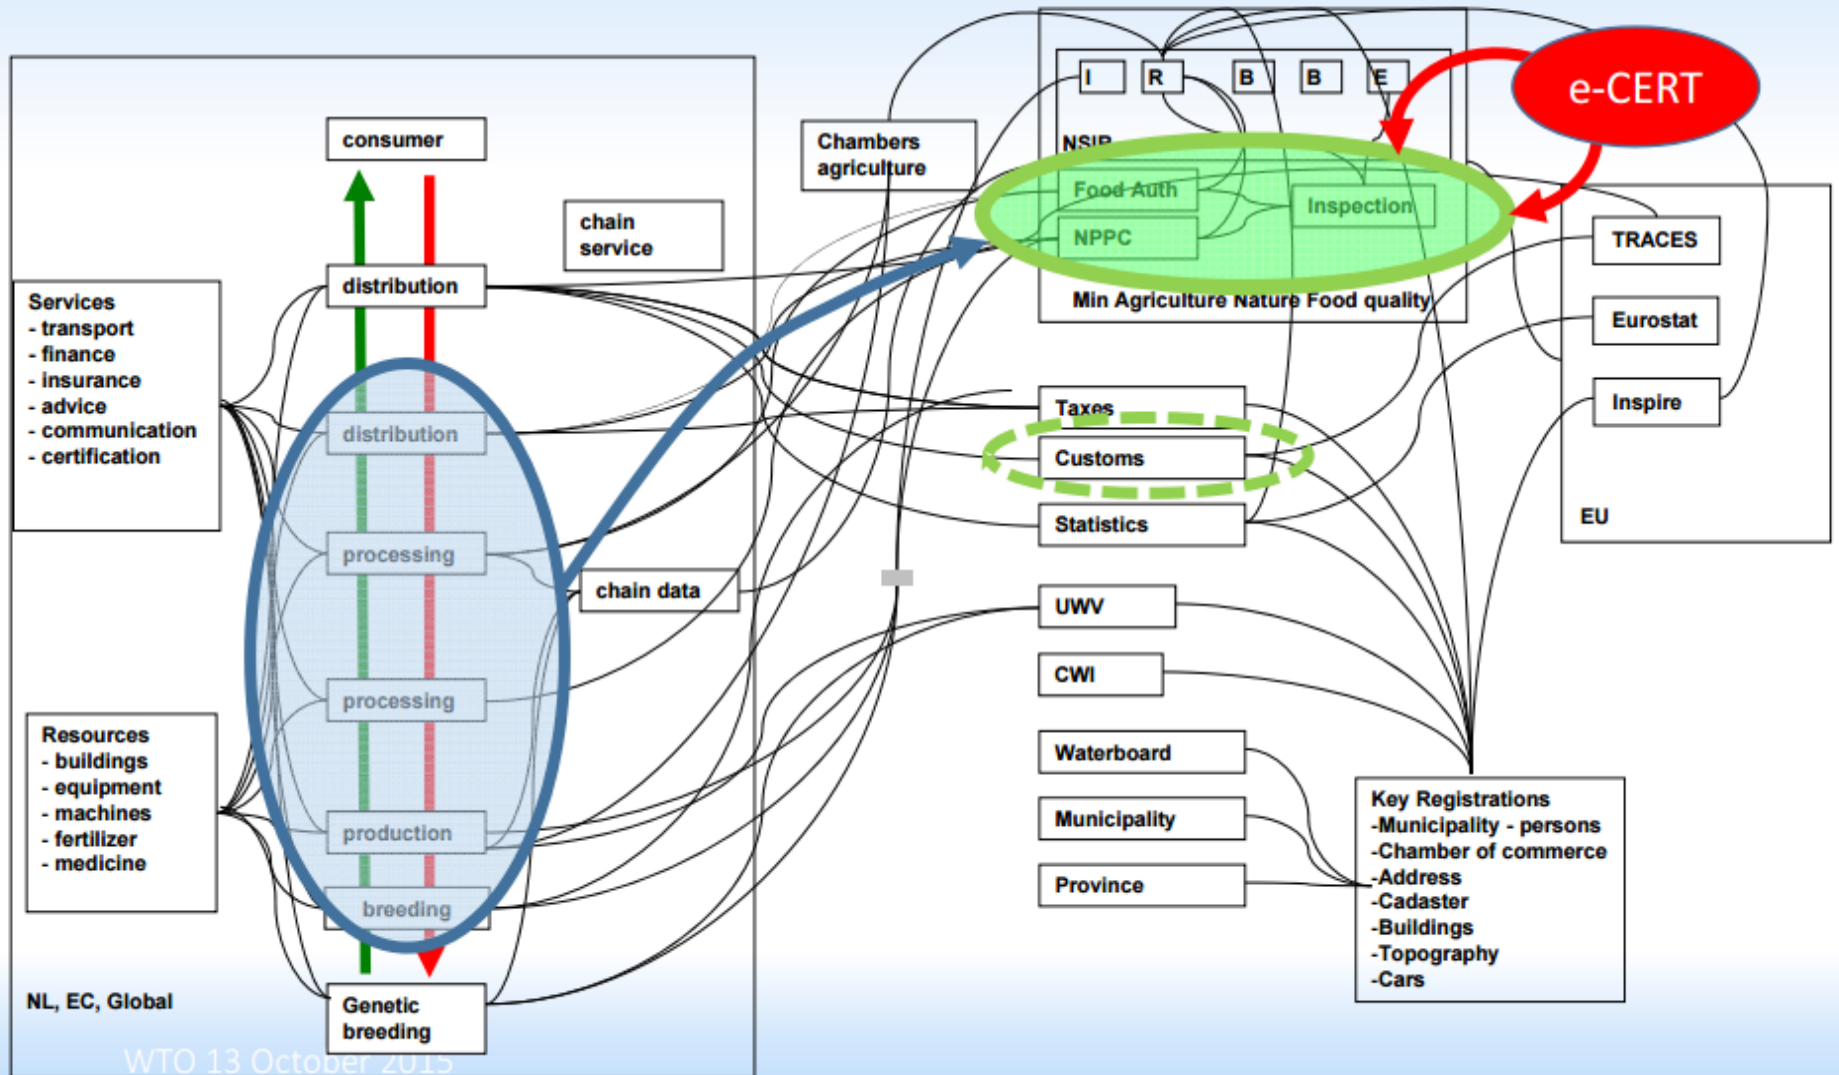 consumer
chain
service
distribution
Services
- transport
- finance
- insurance
- advice
- communication
- certification
distribution
processing
chain data
processing
Resources
- buildings
- equipment
- machines
- fertilizer
- medicine
production
breeding
Genetic
breeding
NL, EC, Global
WTO 13 October 2015
Chambers
agriculture
I
R
B
B
E
e-CERT
Food Auth
NPPC
Inspection
Min Agriculture Nature Food quality
TRACES
Eurostat
Inspire
EU
Taxes
Customs
Statistics
UWV
CWI
Waterboard
Municipality
Province
Key Registrations
-Municipality - persons
-Chamber of commerce
-Address
-Cadaster
-Buildings
-Topography
-Cars